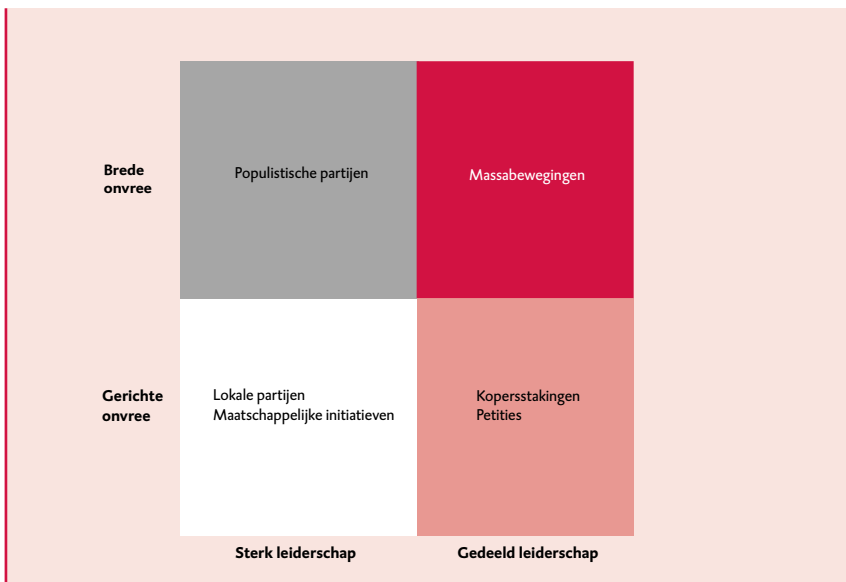 Brede
onvree
Populistische partijen
Massabewegingen
Gerichte
onvree
Lokale partijen
Maatschappelijke initiatieven
Kopersstakingen
Petities
Sterk leiderschap
Gedeeld leiderschap